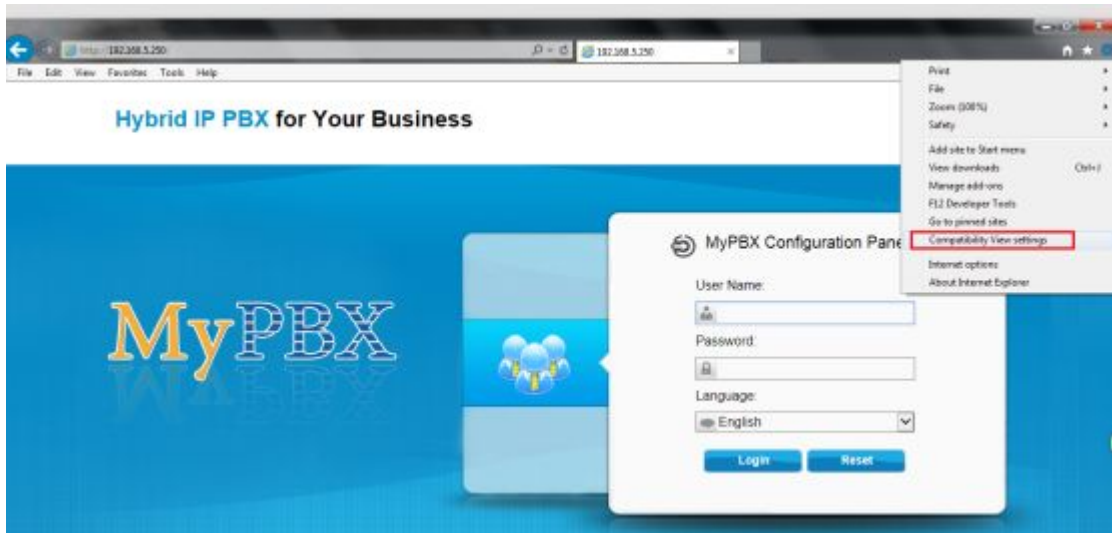 http://192.168.5.250
192.168.5.250
File Edit View Favorites Tools Help
Print
File
Zoom (100%)
Safety
Add site to Start menu
View downloads Ctrl+J
Manage add-ons
F12 Developer Tools
Go to pinned sites
Compatibility View settings
Internet options
About Internet Explorer
Hybrid IP PBX for Your Business
MyPBX
MyPBX Configuration Pane
User Name:
Password:
Language:
English
Login Reset